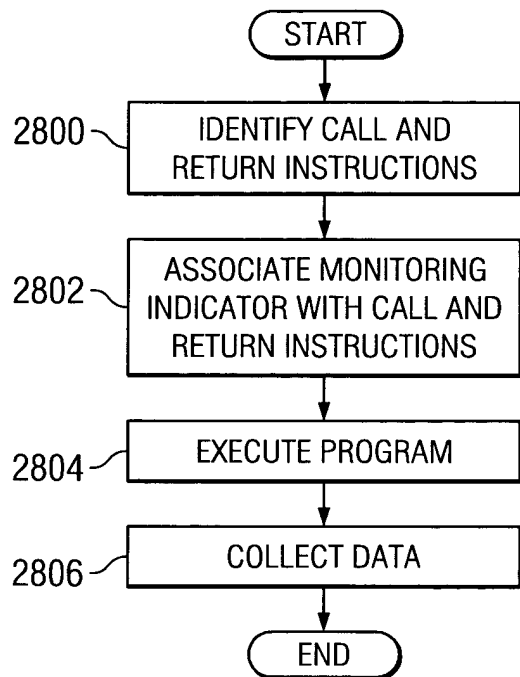 START
2800
IDENTIFY CALL AND
RETURN INSTRUCTIONS
2802
ASSOCIATE MONITORING
INDICATOR WITH CALL AND
RETURN INSTRUCTIONS
2804
EXECUTE PROGRAM
2806
COLLECT DATA
END